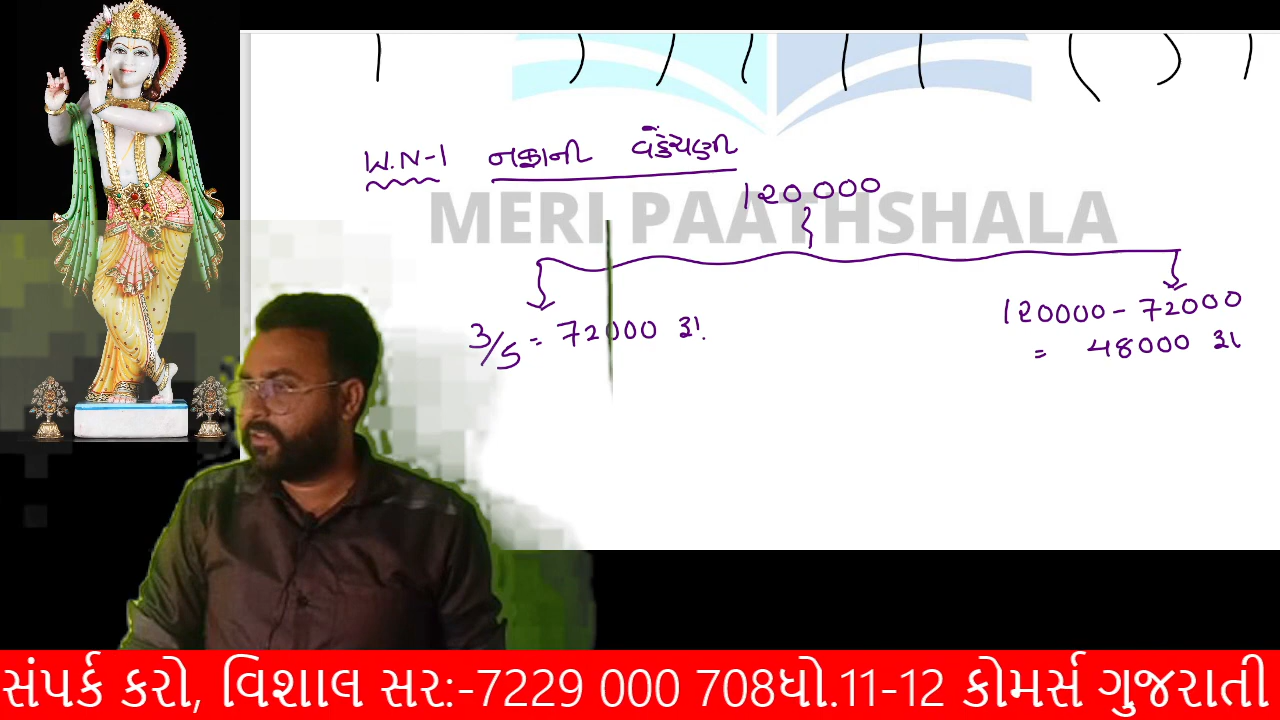 W.N-1 નફાની વહેંચણી
120000
MERI PAATHSHALA
3/5 = 72000 રૂા.
120000 - 72000
= 48000 રૂા
સંપર્ક કરો, વિશાલ સર:-7229 000 708ધો.11-12 કોમર્સ ગુજરાતી